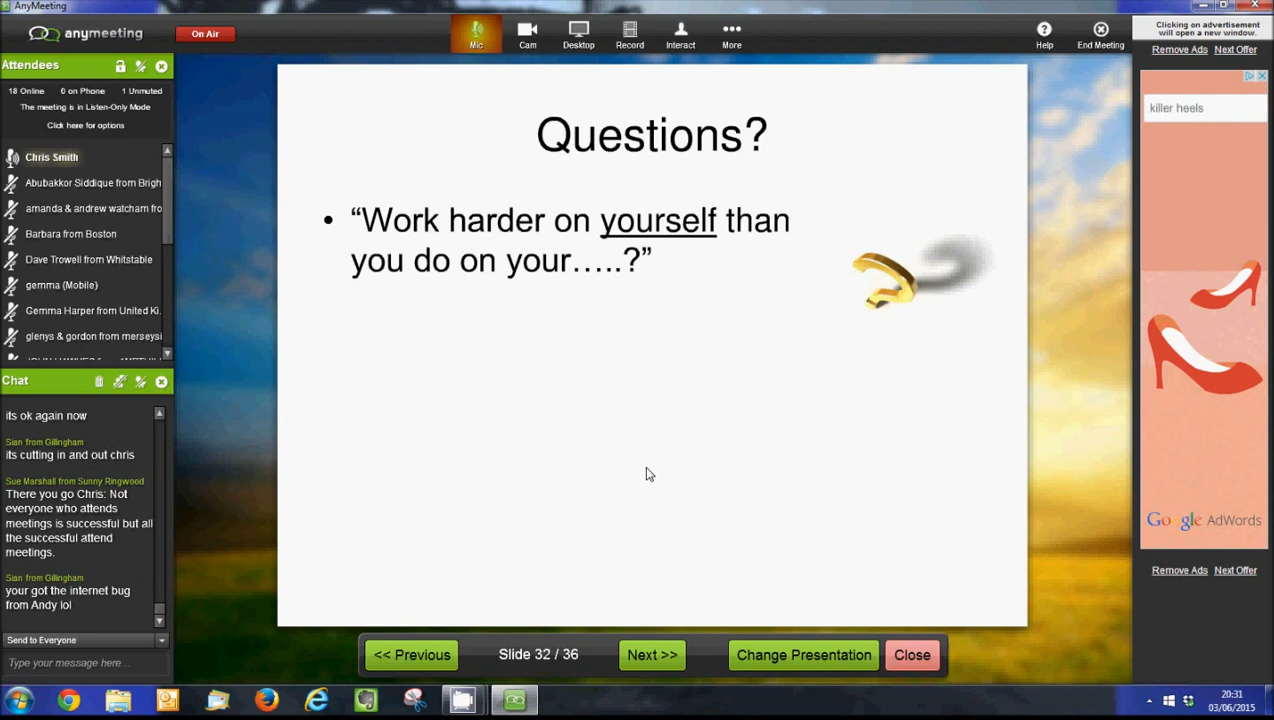 AnyMeeting
anymeeting
On Air
Mic
Cam
Desktop
Record
Interact
More
Help
End Meeting
Clicking on advertisement
will open a new window.
Remove Ads Next Offer
Attendees
18 Online 0 on Phone 1 Unmuted
The meeting is in Listen-Only Mode
Click here for options
Chris Smith
Abubakkor Siddique from Brigh
amanda & andrew watcham fro
Barbara from Boston
Dave Trowell from Whitstable
gemma (Mobile)
Gemma Harper from United Ki.
glenys & gordon from merseysi
Chat
its ok again now
Sian from Gillingham
its cutting in and out chris
Sue Marshall from Sunny Ringwood
There you go Chris: Not
everyone who attends
meetings is successful but all
the successful attend
meetings.
Sian from Gillingham
your got the internet bug
from Andy lol
Send to Everyone
Type your message here...
Questions?
• “Work harder on yourself than
you do on your…..?”
<< Previous
Slide 32 / 36
Next >>
Change Presentation
Close
killer heels
Google AdWords
Remove Ads Next Offer
20:31
03/06/2015